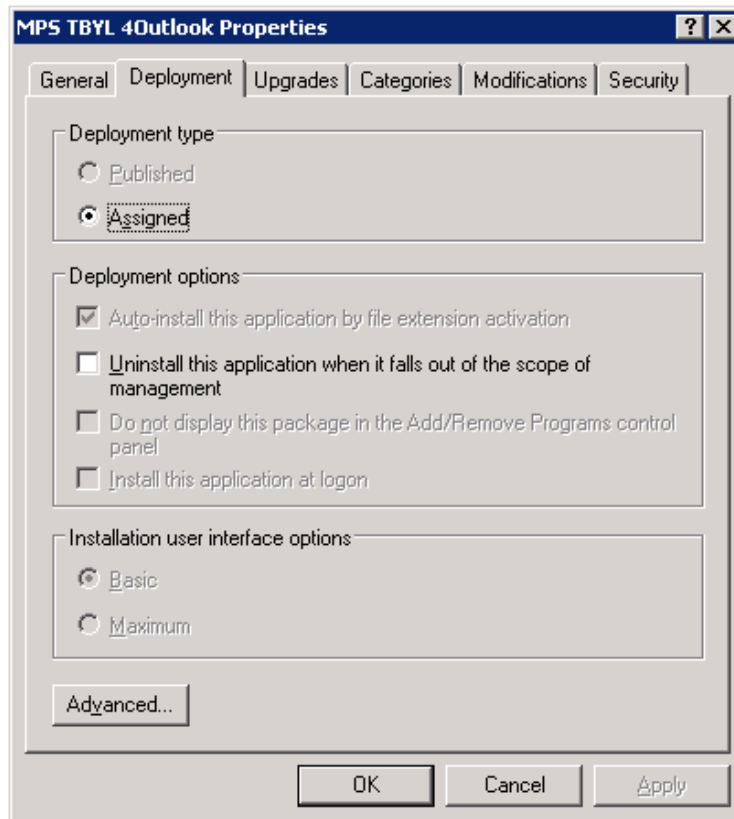 MPS TBYL 4Outlook Properties
General Deployment Upgrades Categories Modifications Security
Deployment type
Published
Assigned
Deployment options
Auto-install this application by file extension activation
Uninstall this application when it falls out of the scope of
management
Do not display this package in the Add/Remove Programs control
panel
Install this application at logon
Installation user interface options
Basic
Maximum
Advanced...
OK Cancel Apply